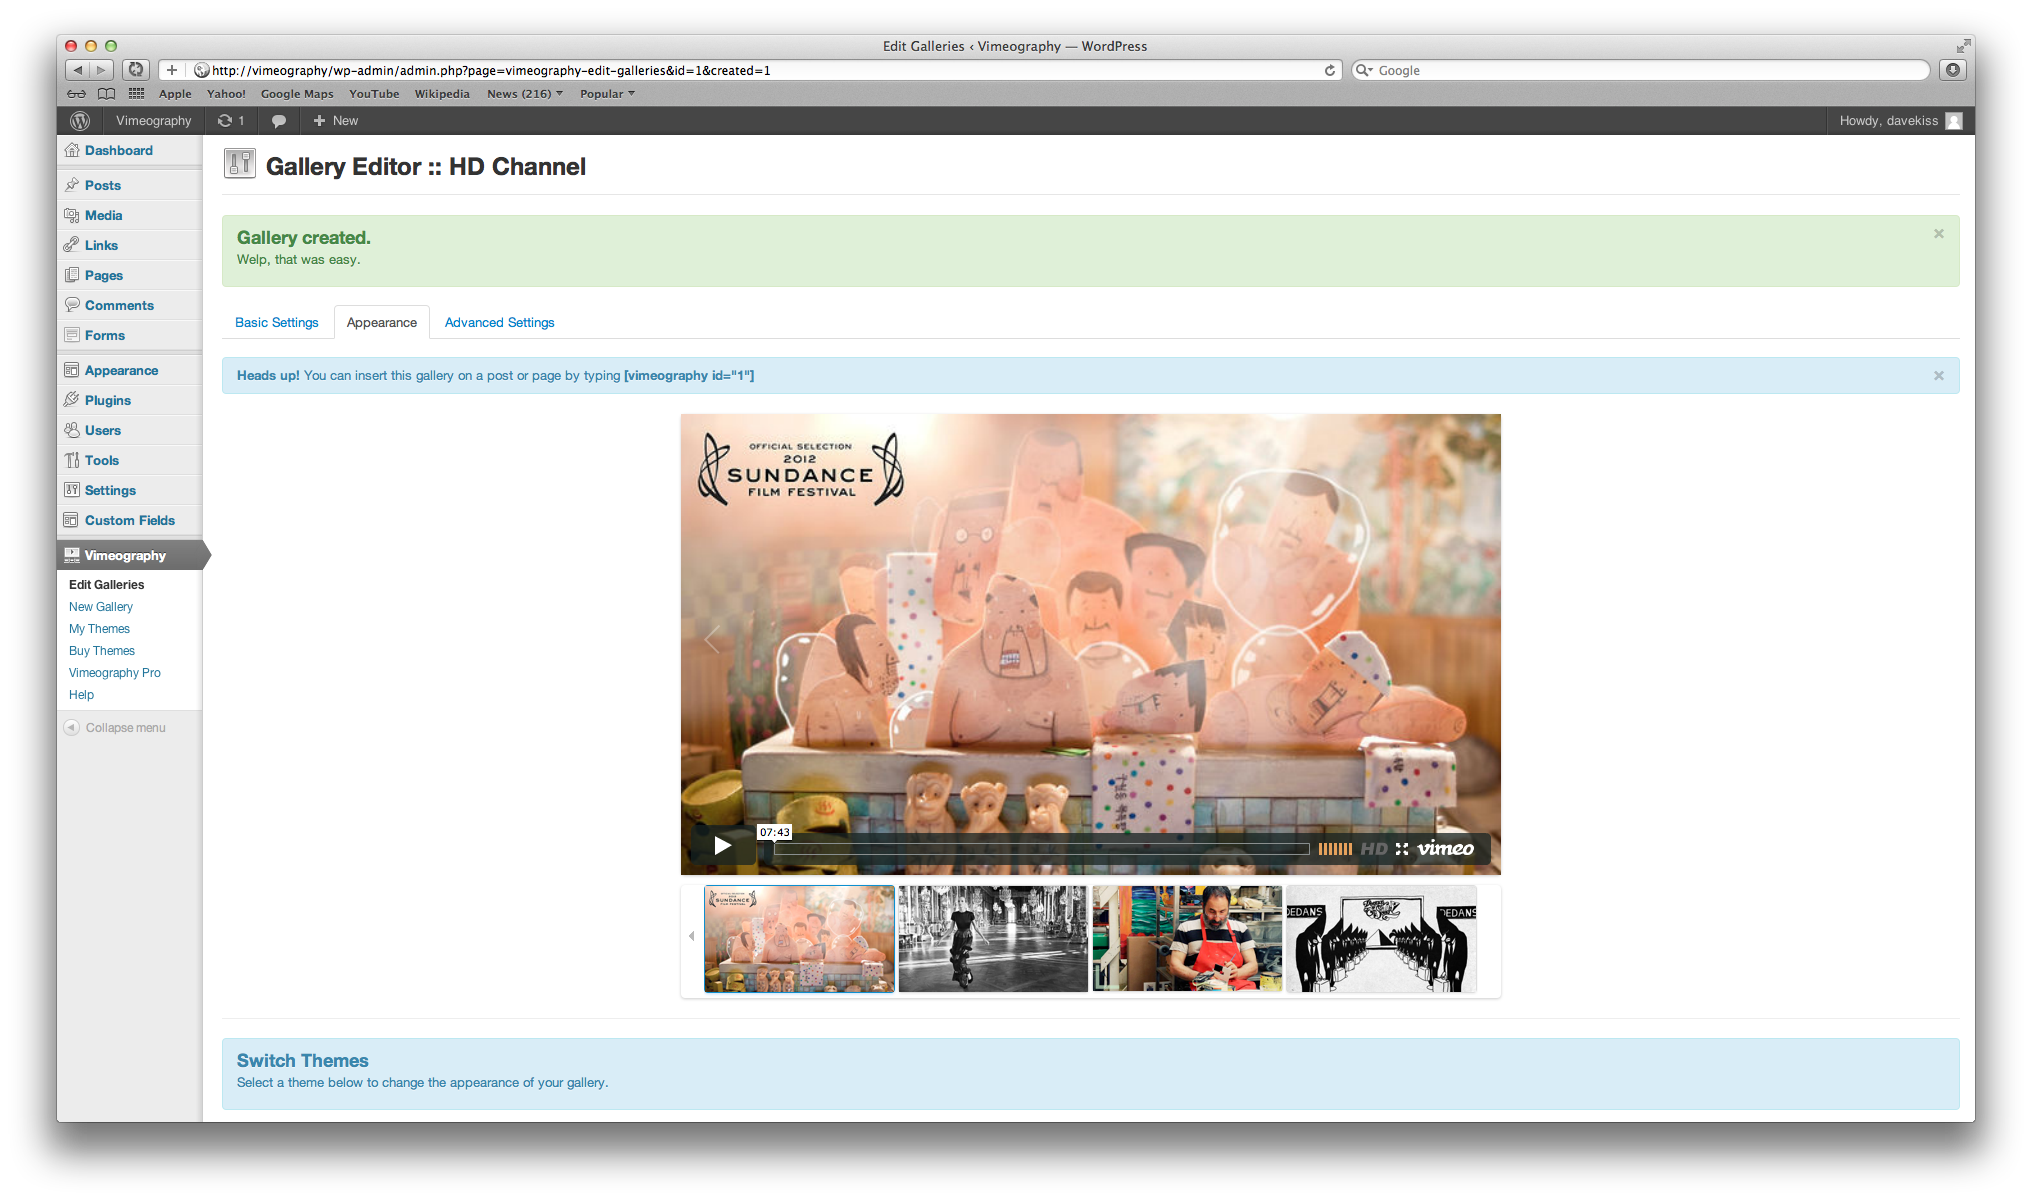 Edit Galleries ‹ Vimeography — WordPress
http://vimeography/wp-admin/admin.php?page=vimeography-edit-galleries&id=1&created=1
Google
Apple Yahoo! Google Maps YouTube Wikipedia News (216) Popular
Vimeography 1 New
Howdy, davekiss
Dashboard
Posts
Media
Links
Pages
Comments
Forms
Appearance
Plugins
Users
Tools
Settings
Custom Fields
Vimeography
Edit Galleries
New Gallery
My Themes
Buy Themes
Vimeography Pro
Help
Collapse menu
Gallery Editor :: HD Channel
Gallery created.
Welp, that was easy.
Basic Settings Appearance Advanced Settings
Heads up! You can insert this gallery on a post or page by typing [vimeography id="1"]
OFFICIAL SELECTION
2012
SUNDANCE
FILM FESTIVAL
07:43
HD vimeo
SUNDANCE
FILM FESTIVAL
DEDANS DEDANS
Switch Themes
Select a theme below to change the appearance of your gallery.